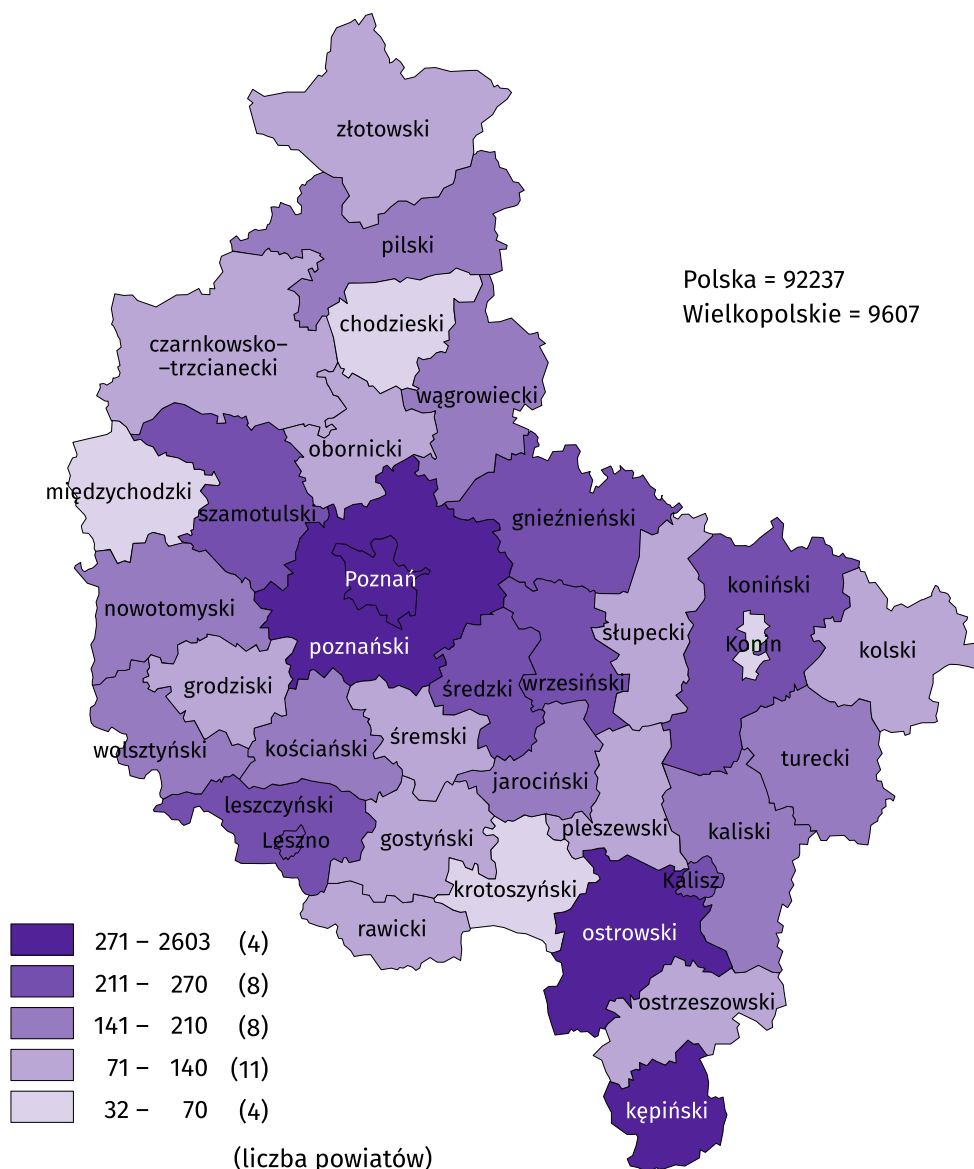 złotowski
pilski
Polska = 92237
Wielkopolskie = 9607
chodzieski
czarnkowsko–
–trzcianecki
wągrowiecki
obornicki
międzychodzki
szamotulski
gnieźnieński
Poznań
koniński
nowotomyski
słupecki
Konin
poznański
kolski
grodziski
średzki
wrzesiński
śremski
wolsztyński
kościański
turecki
jarociński
leszczyński
pleszewski
kaliski
Leszno
gostyński
Kalisz
krotoszyński
rawicki
ostrowski
ostrzeszowski
kępiński
271 – 2603 (4)
211 – 270 (8)
141 – 210 (8)
71 – 140 (11)
32 – 70 (4)
(liczba powiatów)